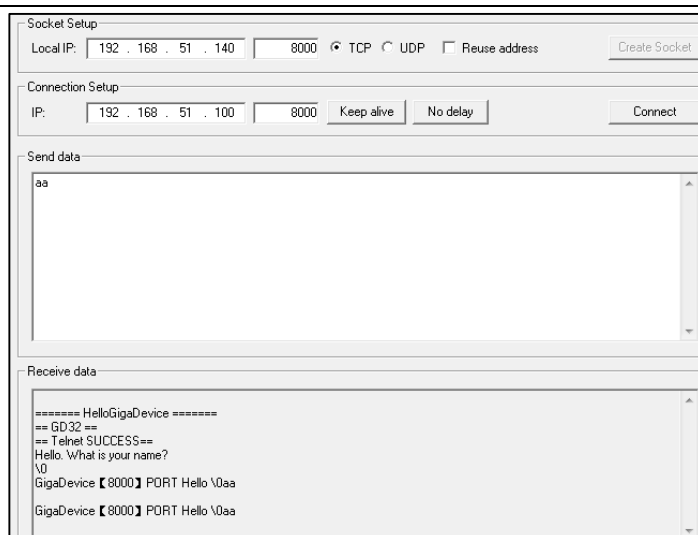 Socket Setup
Local IP: 192 . 168 . 51 . 140 8000 TCP UDP Reuse address Create Socket
Connection Setup
IP: 192 . 168 . 51 . 100 8000 Keep alive No delay Connect
Send data
aa
Receive data
======= HelloGigaDevice =======
== GD32 ==
== Telnet SUCCESS==
Hello. What is your name?
\0
GigaDevice【8000】PORT Hello \0aa
GigaDevice【8000】PORT Hello \0aa